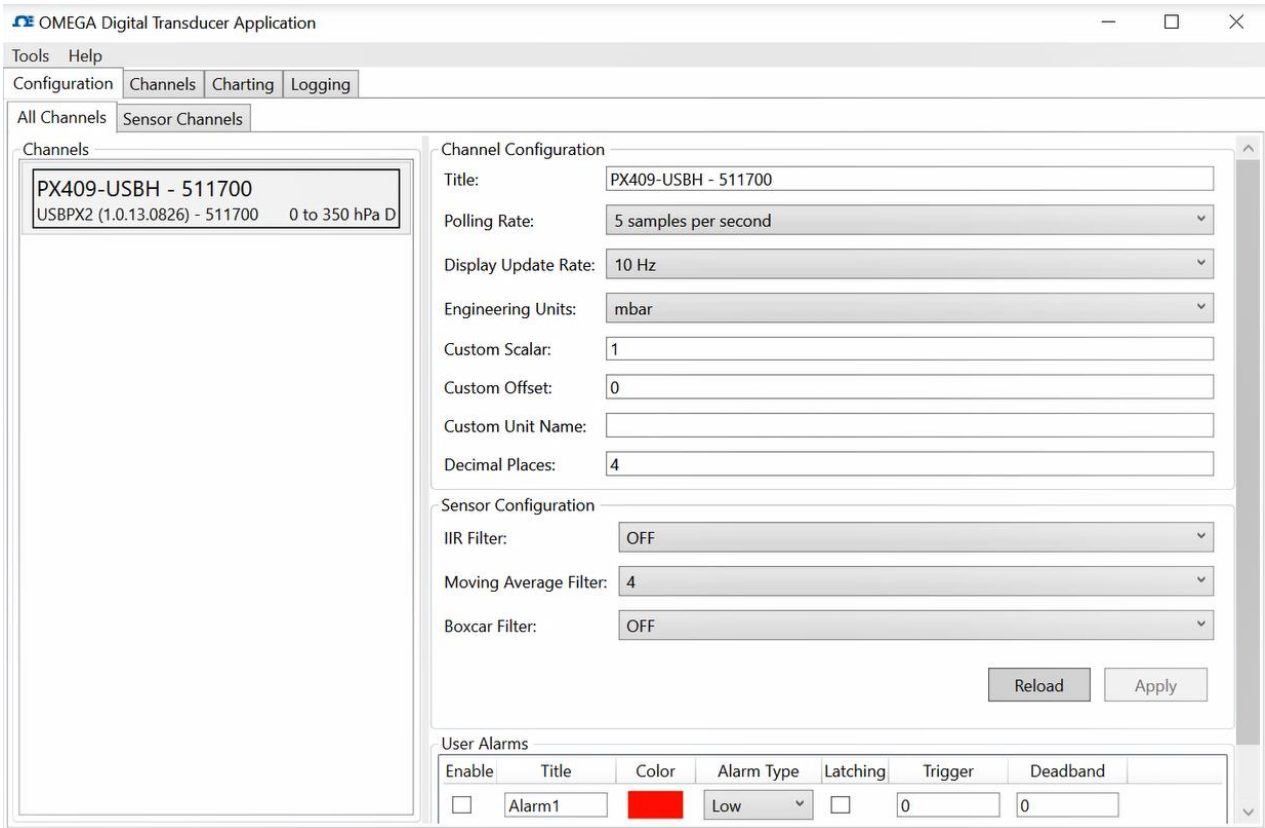 OMEGA Digital Transducer Application
Tools Help
Configuration Channels Charting Logging
All Channels Sensor Channels
Channels
PX409-USBH - 511700
USBPX2 (1.0.13.0826) - 511700 0 to 350 hPa D
Channel Configuration
Title: PX409-USBH - 511700
Polling Rate: 5 samples per second
Display Update Rate: 10 Hz
Engineering Units: mbar
Custom Scalar: 1
Custom Offset: 0
Custom Unit Name:
Decimal Places: 4
Sensor Configuration
IIR Filter: OFF
Moving Average Filter: 4
Boxcar Filter: OFF
Reload Apply
User Alarms
Enable Title Color Alarm Type Latching Trigger Deadband
Alarm1 Low 0 0